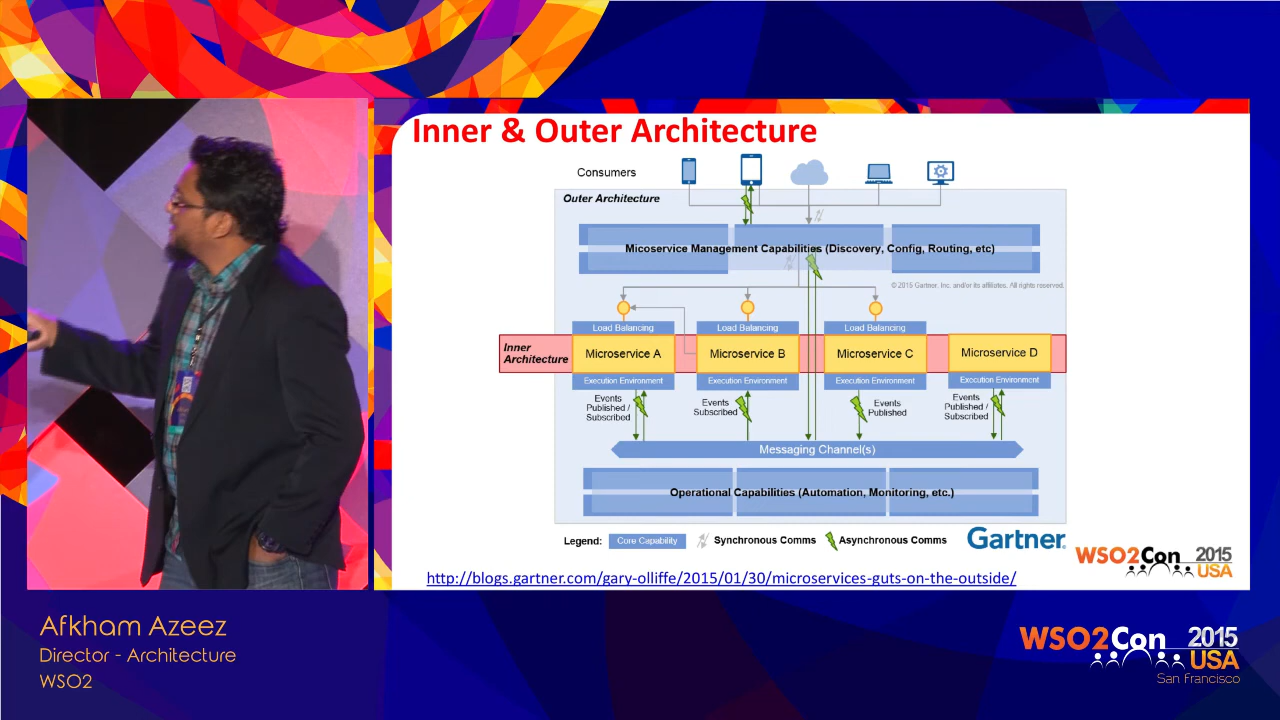 Inner & Outer Architecture
Consumers
Outer Architecture
Micoservice Management Capabilities (Discovery, Config, Routing, etc)
© 2015 Gartner, Inc. and/or its affiliates. All rights reserved.
Load Balancing
Load Balancing
Load Balancing
Inner
Architecture
Microservice A
Microservice B
Microservice C
Microservice D
Execution Environment
Execution Environment
Execution Environment
Execution Environment
Events
Published /
Subscribed
Events
Subscribed
Events
Published
Events
Published /
Subscribed
Messaging Channel(s)
Operational Capabilities (Automation, Monitoring, etc.)
Legend:
Core Capability
Synchronous Comms
Asynchronous Comms
Gartner
WSO2Con 2015
USA
http://blogs.gartner.com/gary-olliffe/2015/01/30/microservices-guts-on-the-outside/
Afkham Azeez
Director - Architecture
WSO2
WSO2Con 2015
USA
San Francisco